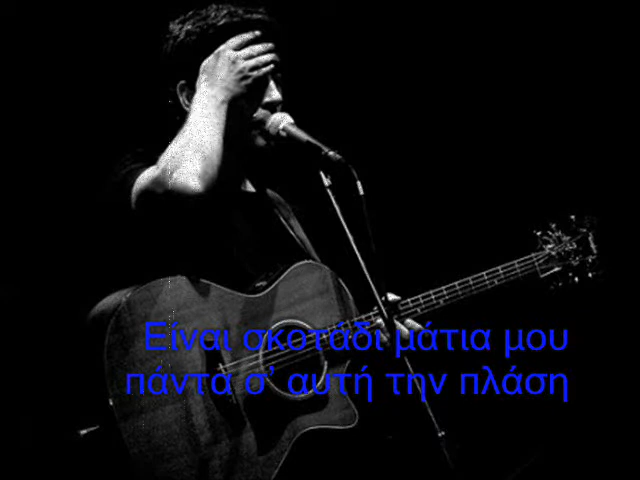 Είναι σκοτάδι μάτια μου
πάντα σ' αυτή την πλάση